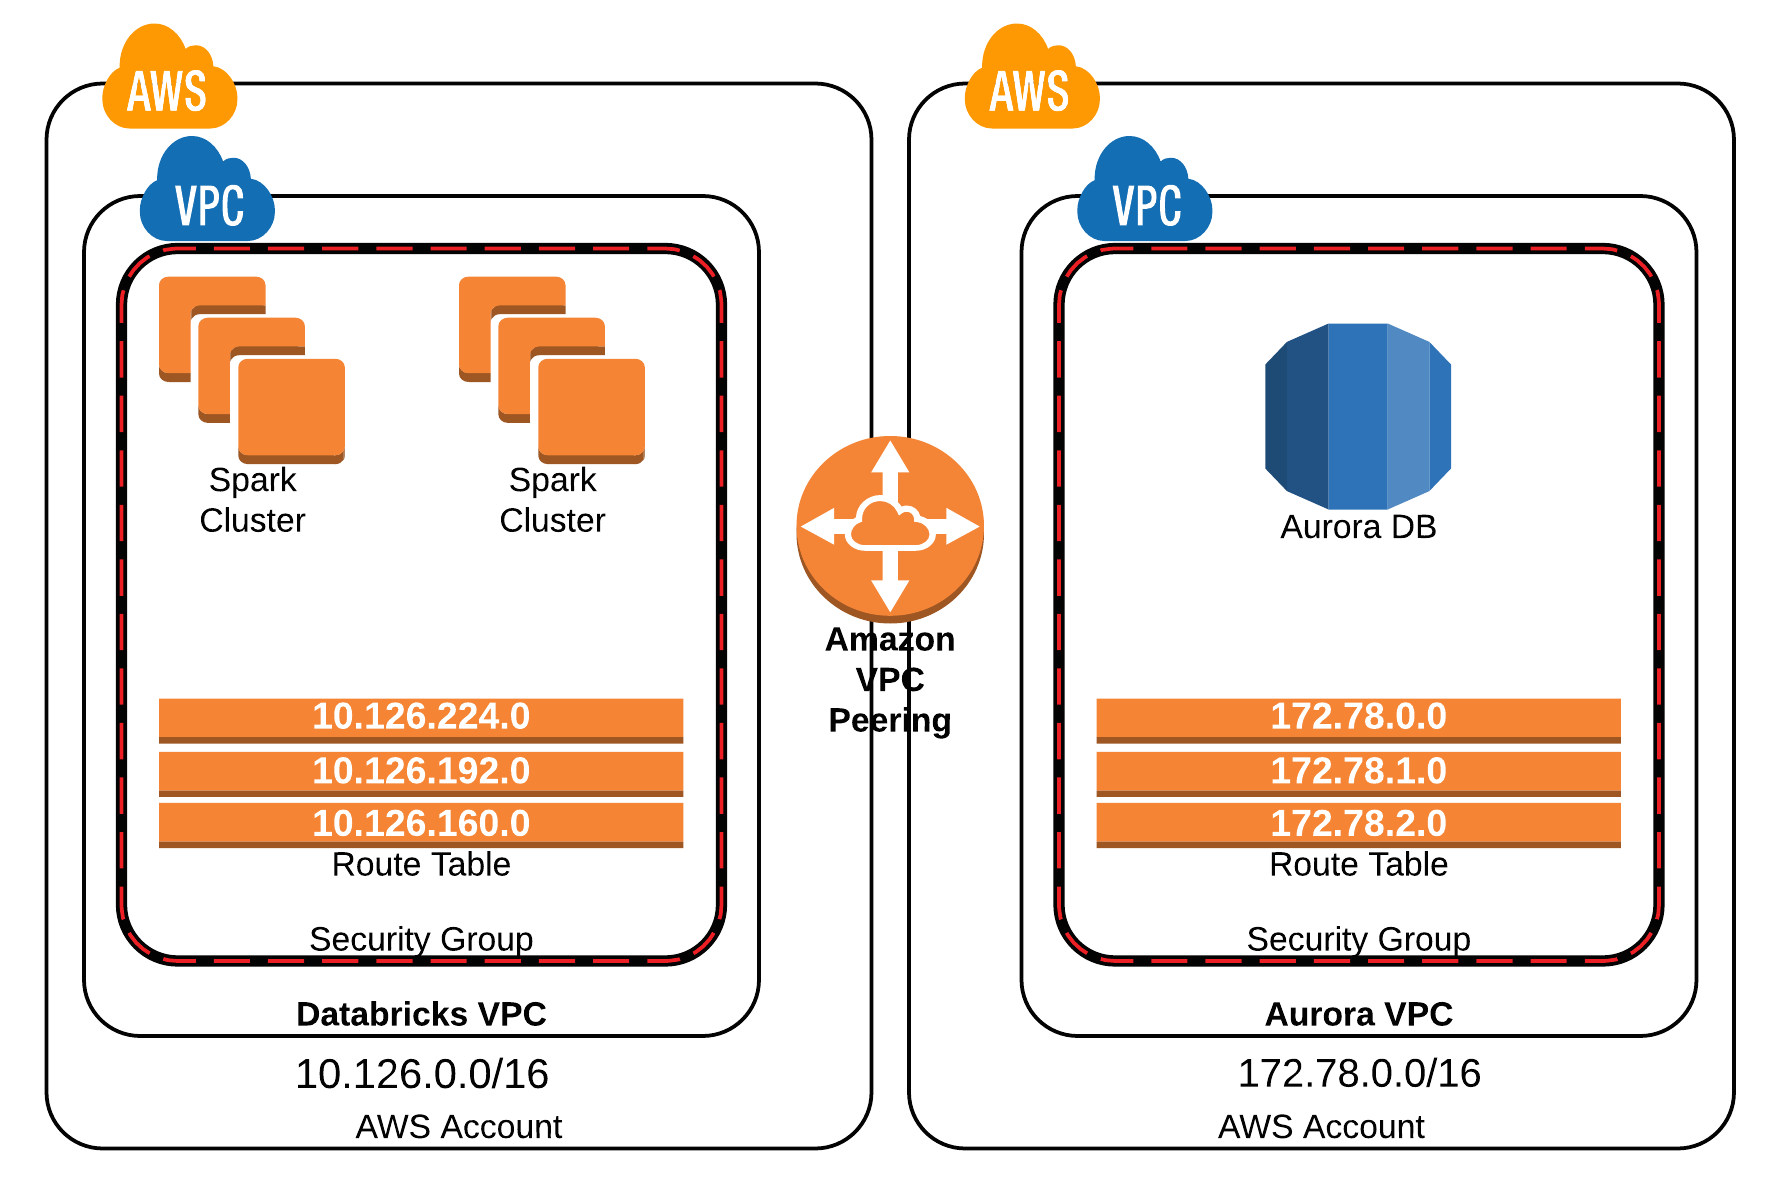 AWS
VPC
Spark
Cluster
Spark
Cluster
10.126.224.0
10.126.192.0
10.126.160.0
Route Table
Security Group
Databricks VPC
10.126.0.0/16
AWS Account
Amazon
VPC
Peering
AWS
VPC
Aurora DB
172.78.0.0
172.78.1.0
172.78.2.0
Route Table
Security Group
Aurora VPC
172.78.0.0/16
AWS Account